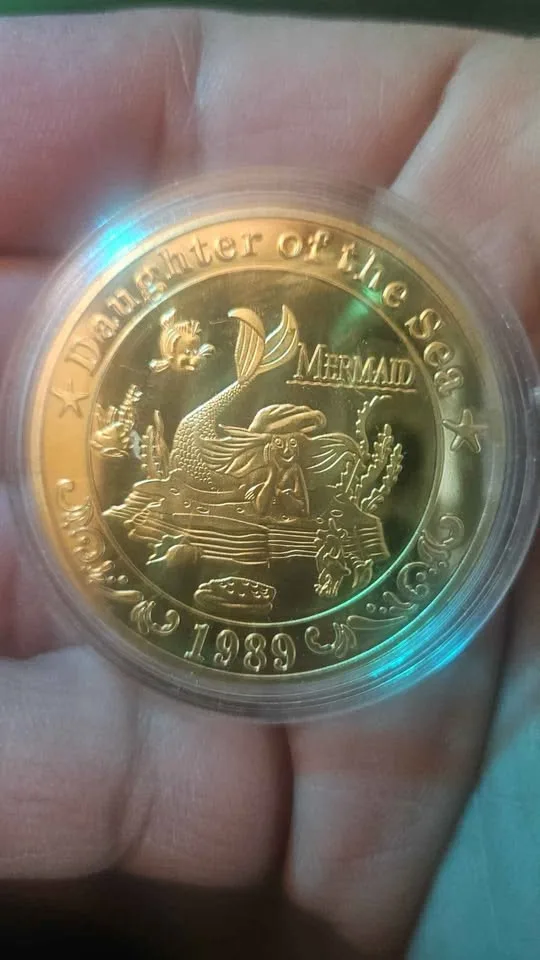 Daughter of the Sea
MERMAID
1989